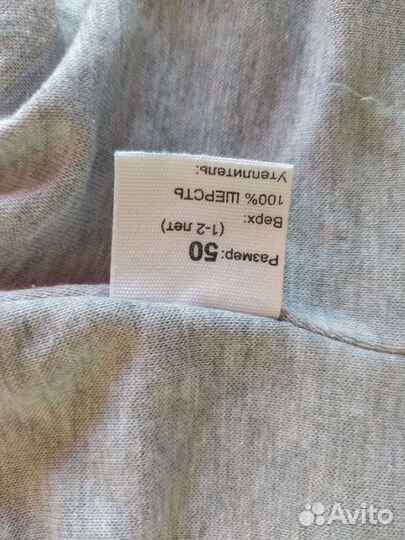 Размер: 50
(1-2 лет)
Верх:
100% ШЕРСТЬ
Утеплитель:
Avito